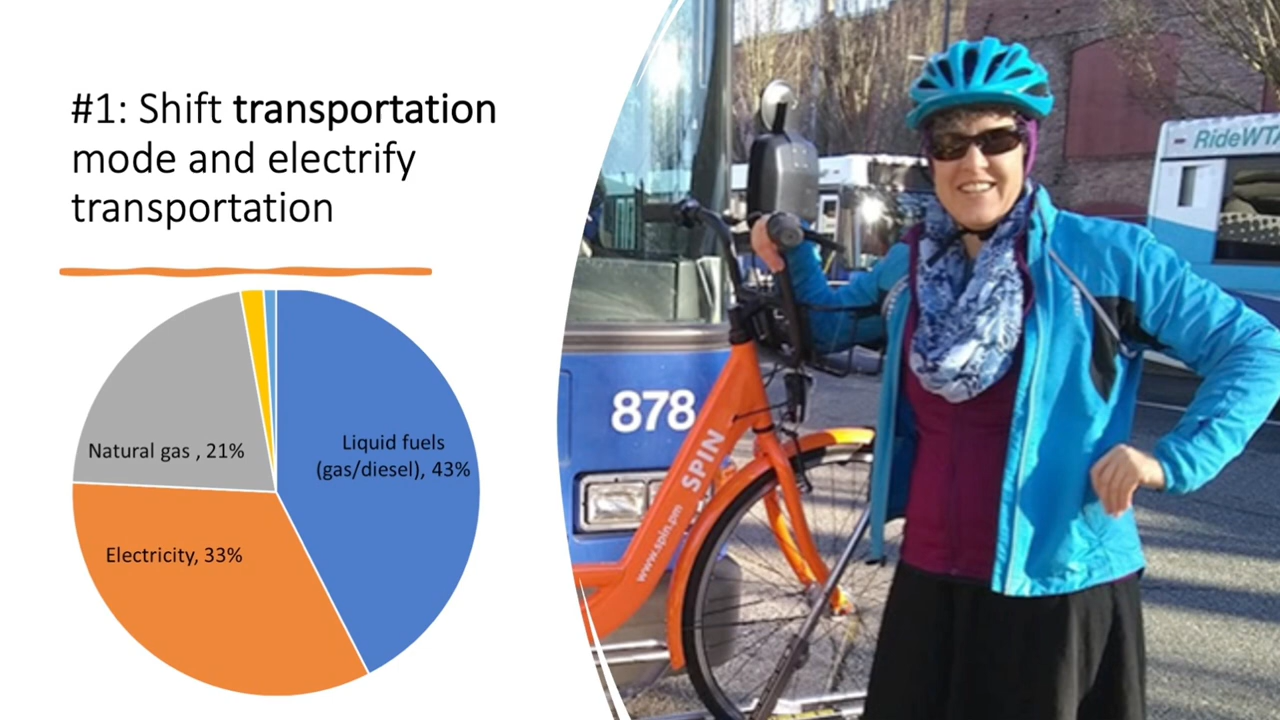 #1: Shift transportation
mode and electrify
transportation
Natural gas , 21%
Liquid fuels
(gas/diesel), 43%
Electricity, 33%
RideWTA
878
SPIN
www.spin.pm